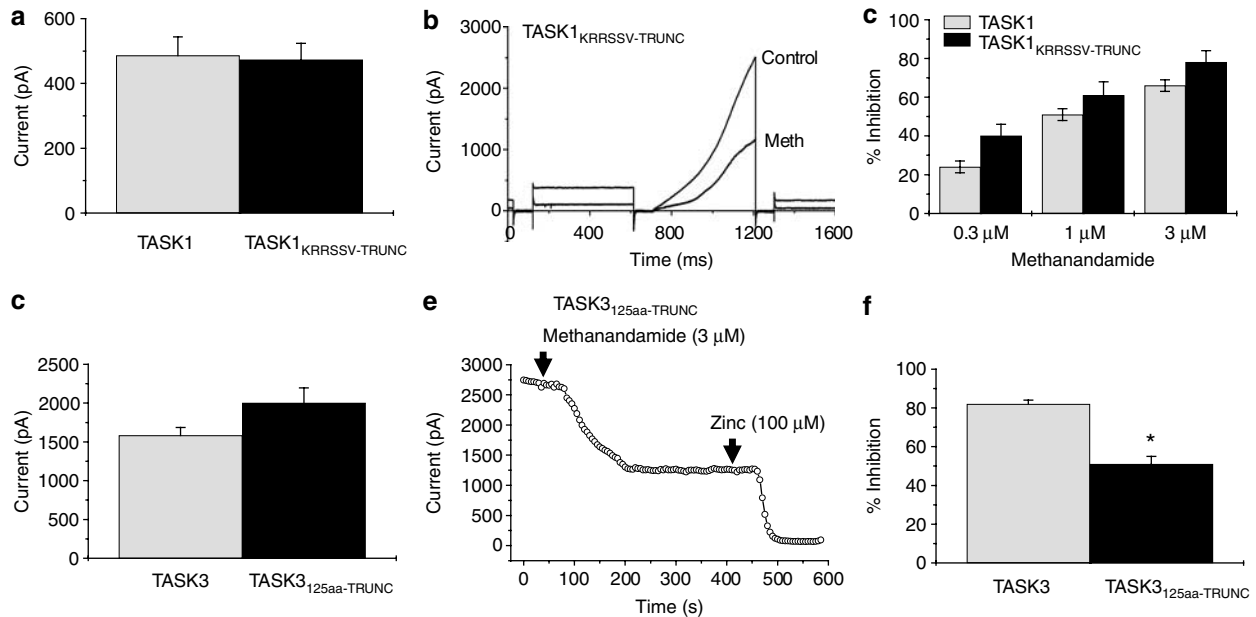 a
600
400
200
0
Current (pA)
TASK1
TASK1KRRSSV-TRUNC
b
TASK1KRRSSV-TRUNC
3000
2000
1000
0
Current (pA)
Control
Meth
0 400 800 1200 1600
Time (ms)
c
TASK1
TASK1KRRSSV-TRUNC
100
80
60
40
20
0
% Inhibition
0.3 μM 1 μM 3 μM
Methanandamide
c
2500
2000
1500
1000
500
0
Current (pA)
TASK3 TASK3125aa-TRUNC
e
TASK3125aa-TRUNC
Methanandamide (3 μM)
Zinc (100 μM)
3000
2500
2000
1500
1000
500
0
Current (pA)
0 100 200 300 400 500 600
Time (s)
f
100
80
60
40
20
0
% Inhibition
*
TASK3
TASK3125aa-TRUNC